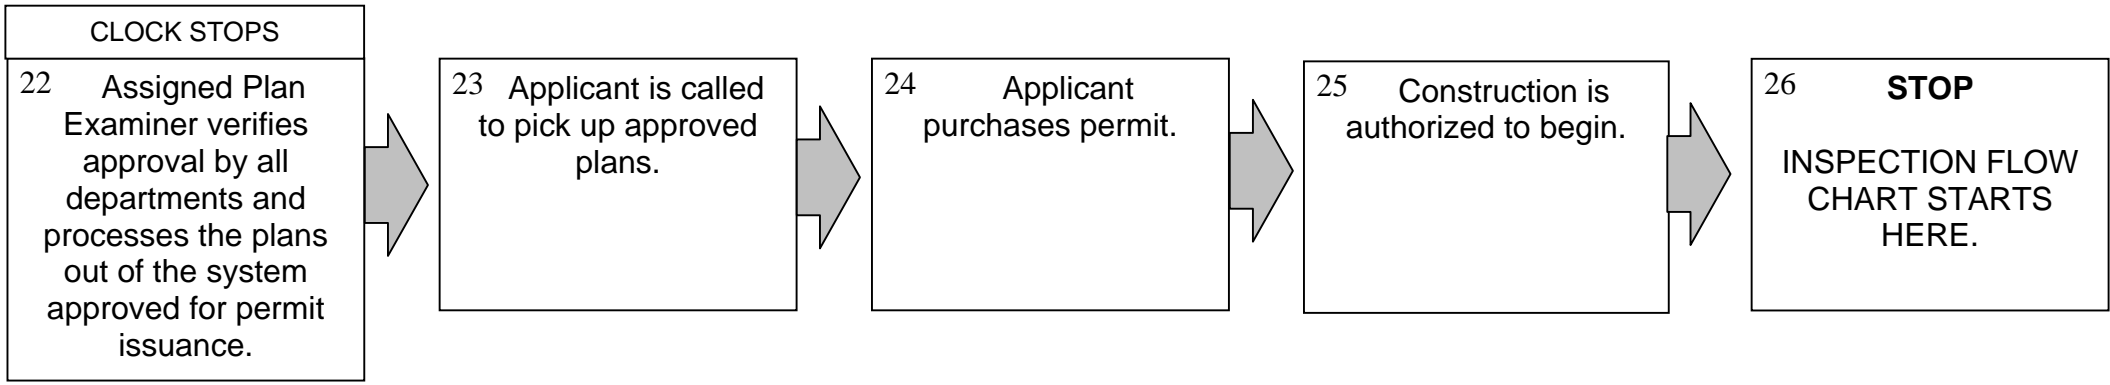 CLOCK STOPS
22 Assigned Plan
Examiner verifies
approval by all
departments and
processes the plans
out of the system
approved for permit
issuance.
23 Applicant is called
to pick up approved
plans.
24 Applicant
purchases permit.
25 Construction is
authorized to begin.
26 STOP
INSPECTION FLOW
CHART STARTS
HERE.